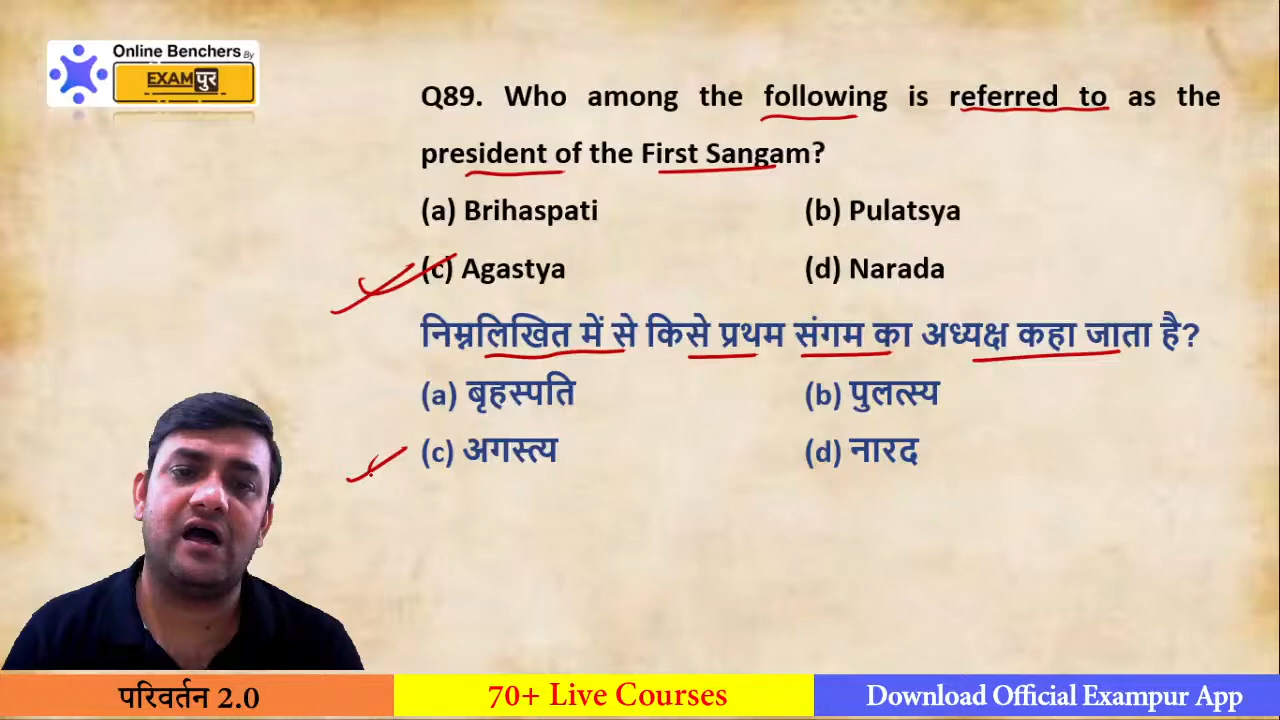 Online Benchers By
EXAMपुर
Q89. Who among the following is referred to as the
president of the First Sangam?
(a) Brihaspati (b) Pulatsya
(c) Agastya (d) Narada
निम्नलिखित में से किसे प्रथम संगम का अध्यक्ष कहा जाता है?
(a) बृहस्पति (b) पुलत्स्य
(c) अगस्त्य (d) नारद
परिवर्तन 2.0 70+ Live Courses Download Official Exampur App